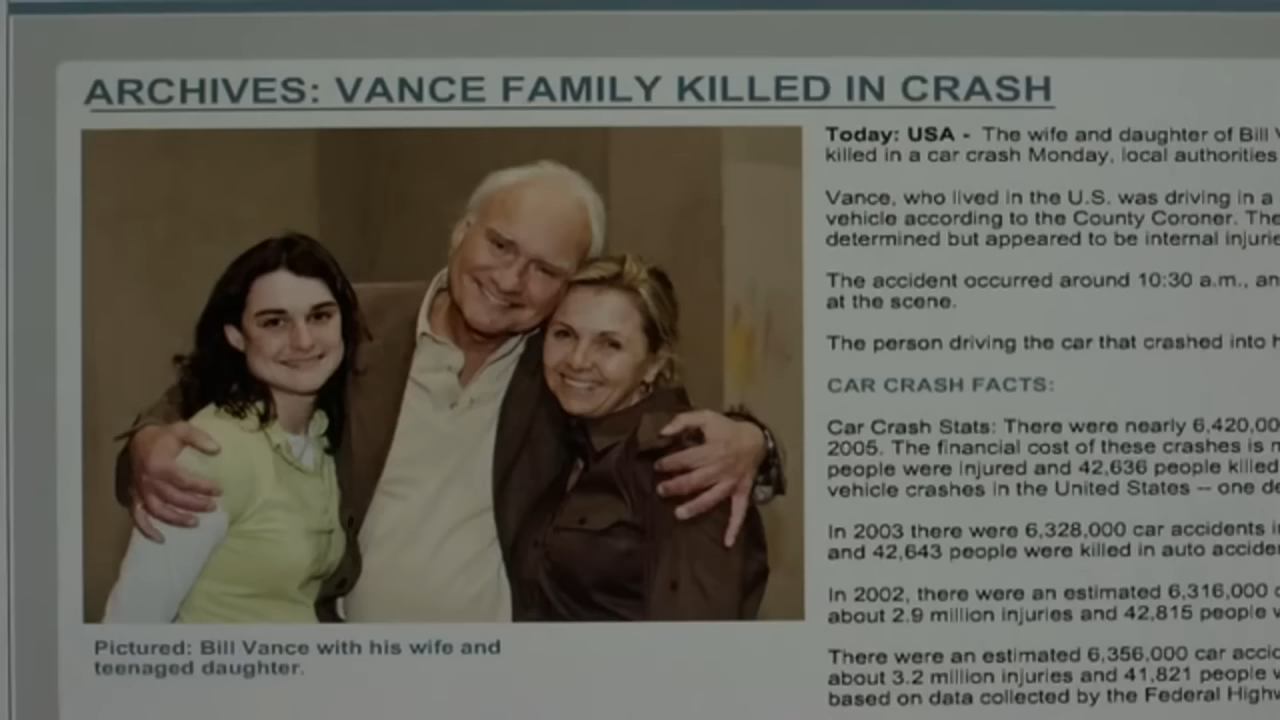 ARCHIVES: VANCE FAMILY KILLED IN CRASH
Today: USA - The wife and daughter of Bill
killed in a car crash Monday, local authorities
Vance, who lived in the U.S. was driving in a
vehicle according to the County Coroner. The
determined but appeared to be internal
The accident occurred around 10:30 a.m.,
at the scene.
The person driving the car that crashed into
CAR CRASH FACTS:
Car Crash Stats: There were nearly
2005. The financial cost of these crashes is
people were injured and 42,636 people killed
vehicle crashes in the United States – one
In 2003 there were 6,328,000 car accidents
and 42,643 people were killed in auto
In 2002, there were an estimated 6,316,000
about 2.9 million injuries and 42,815 people
There were an estimated 6,356,000 car
about 3.2 million injuries and 41,821 people
based on data collected by the Federal
Pictured: Bill Vance with his wife and
teenaged daughter.